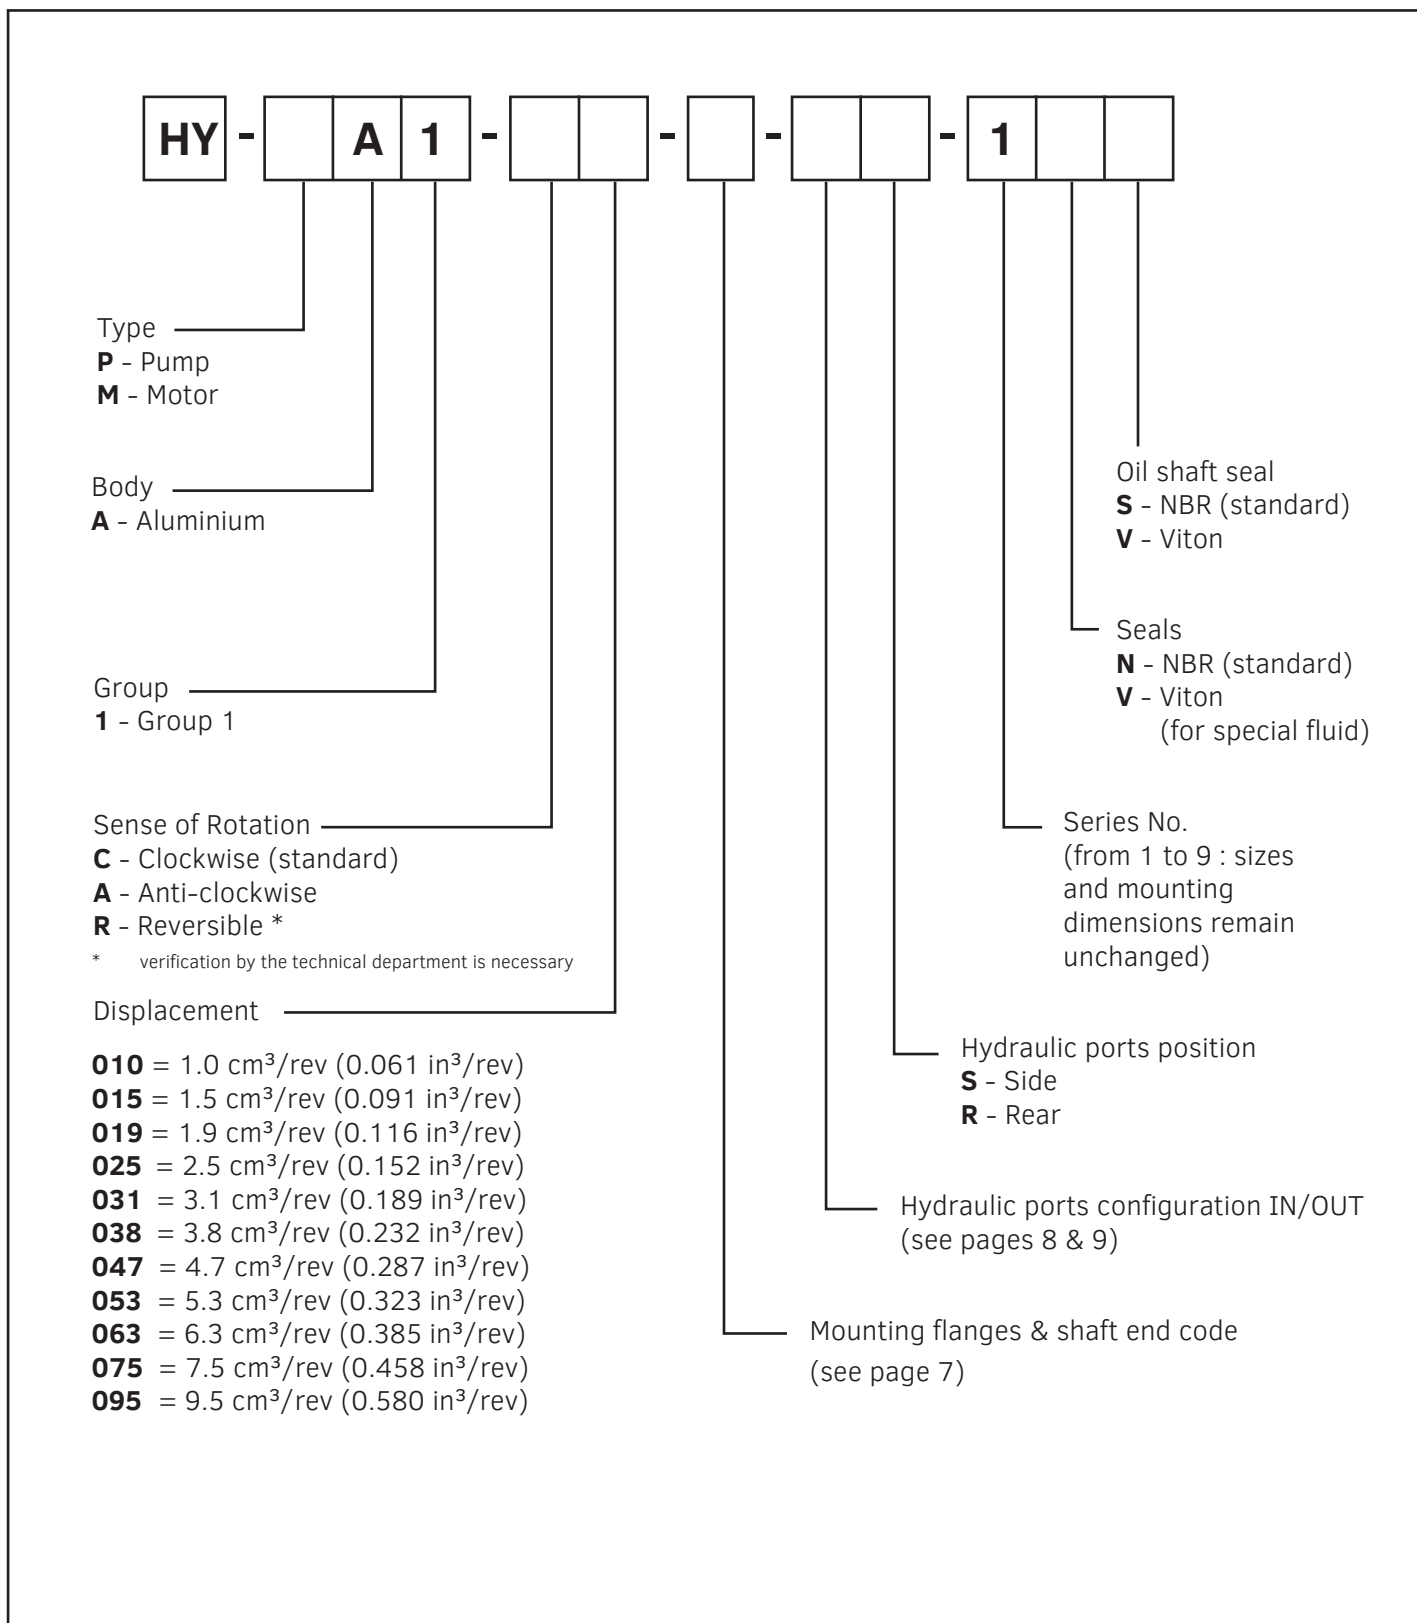 HY - A 1 - - - - 1
Type
P - Pump
M - Motor
Body
A - Aluminium
Group
1 - Group 1
Sense of Rotation
C - Clockwise (standard)
A - Anti-clockwise
R - Reversible *
* verification by the technical department is necessary
Displacement
010 = 1.0 cm³/rev (0.061 in³/rev)
015 = 1.5 cm³/rev (0.091 in³/rev)
019 = 1.9 cm³/rev (0.116 in³/rev)
025 = 2.5 cm³/rev (0.152 in³/rev)
031 = 3.1 cm³/rev (0.189 in³/rev)
038 = 3.8 cm³/rev (0.232 in³/rev)
047 = 4.7 cm³/rev (0.287 in³/rev)
053 = 5.3 cm³/rev (0.323 in³/rev)
063 = 6.3 cm³/rev (0.385 in³/rev)
075 = 7.5 cm³/rev (0.458 in³/rev)
095 = 9.5 cm³/rev (0.580 in³/rev)
Oil shaft seal
S - NBR (standard)
V - Viton
Seals
N - NBR (standard)
V - Viton
(for special fluid)
Series No.
(from 1 to 9 : sizes
and mounting
dimensions remain
unchanged)
Hydraulic ports position
S - Side
R - Rear
Hydraulic ports configuration IN/OUT
(see pages 8 & 9)
Mounting flanges & shaft end code
(see page 7)